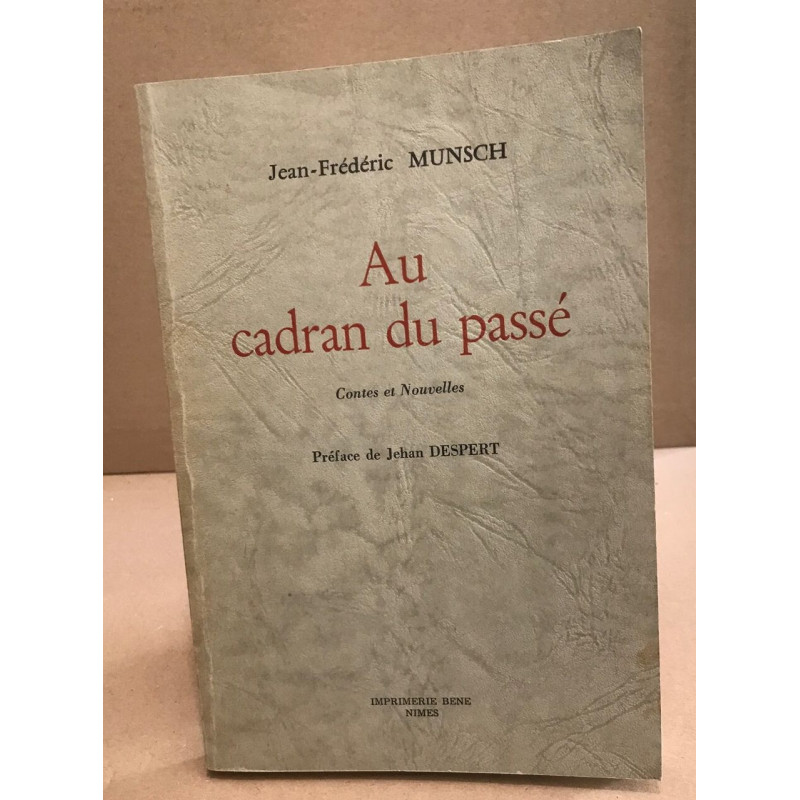 Jean-Frédéric MUNSCH
Au
cadran du passé
Contes et Nouvelles
Préface de Jehan DESPERT
IMPRIMERIE BENE
NIMES